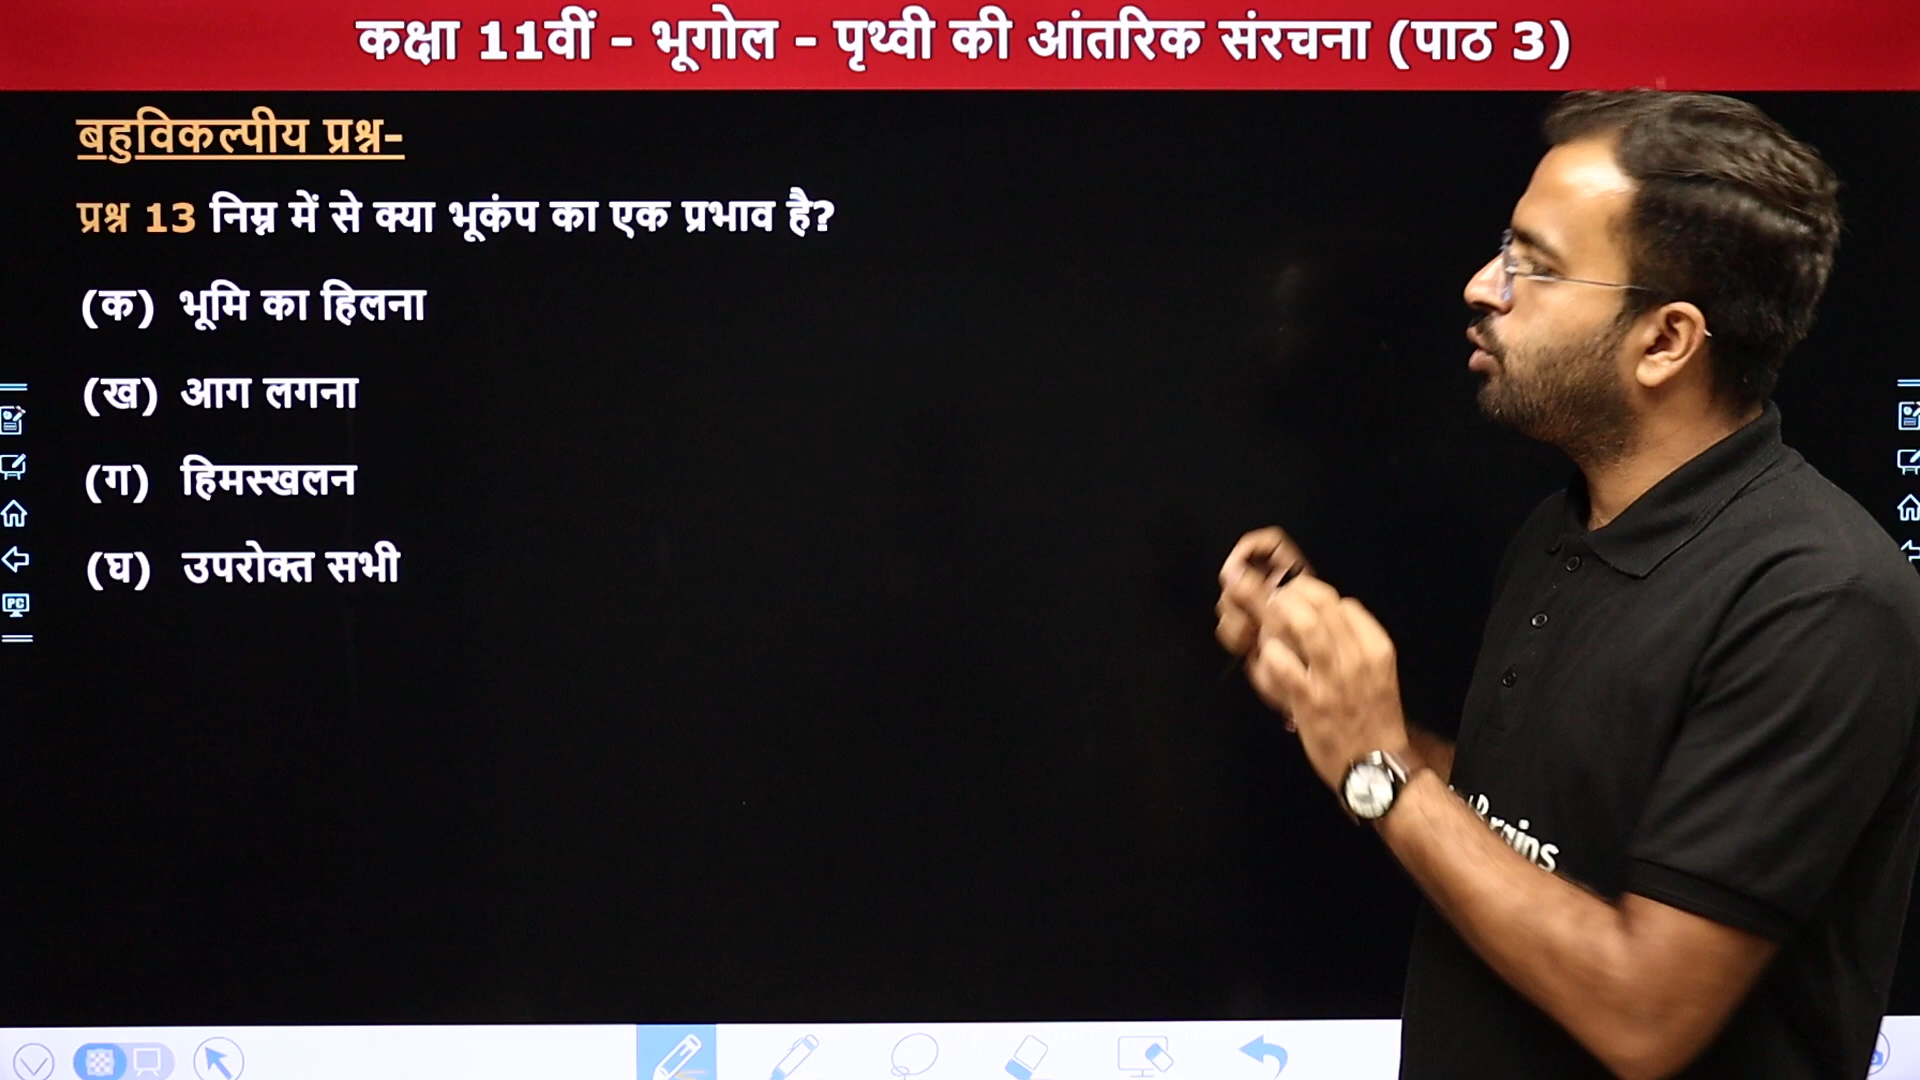 कक्षा 11वीं - भूगोल - पृथ्वी की आंतरिक संरचना (पाठ 3)
बहुविकल्पीय प्रश्न-
प्रश्न 13 निम्न में से क्या भूकंप का एक प्रभाव है?
(क) भूमि का हिलना
(ख) आग लगना
(ग) हिमस्खलन
(घ) उपरोक्त सभी
PC